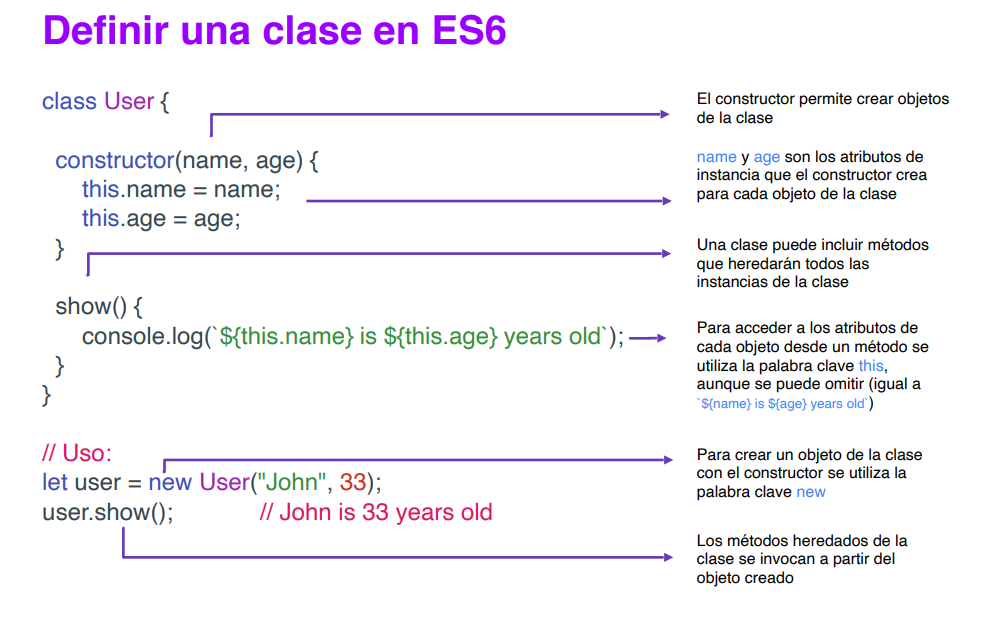 Definir una clase en ES6
class User {
constructor(name, age) {
this.name = name;
this.age = age;
}
show() {
console.log(`${this.name} is ${this.age} years old`);
}
}
// Uso:
let user = new User("John", 33);
user.show(); // John is 33 years old
El constructor permite crear objetos
de la clase
name y age son los atributos de
instancia que el constructor crea
para cada objeto de la clase
Una clase puede incluir métodos
que heredarán todos las
instancias de la clase
Para acceder a los atributos de
cada objeto desde un método se
utiliza la palabra clave this,
aunque se puede omitir (igual a
`${name} is ${age} years old`)
Para crear un objeto de la clase
con el constructor se utiliza la
palabra clave new
Los métodos heredados de la
clase se invocan a partir del
objeto creado